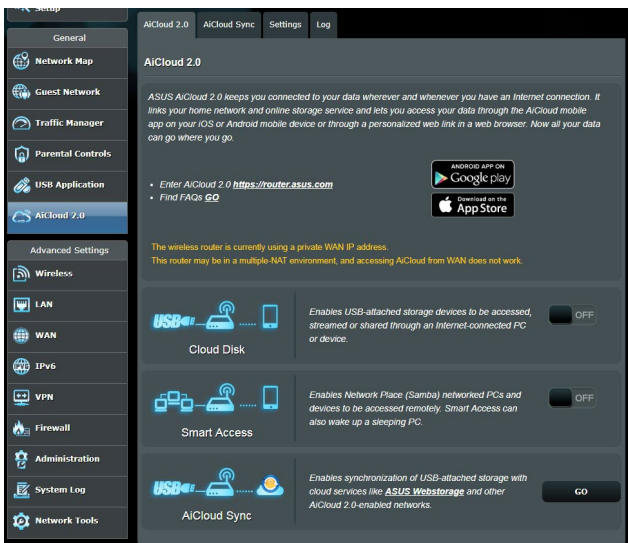 Setup
General
Network Map
Guest Network
Traffic Manager
Parental Controls
USB Application
AiCloud 2.0
Advanced Settings
Wireless
LAN
WAN
IPv6
VPN
Firewall
Administration
System Log
Network Tools
AiCloud 2.0 AiCloud Sync Settings Log
AiCloud 2.0
ASUS AiCloud 2.0 keeps you connected to your data wherever and whenever you have an Internet connection. It
links your home network and online storage service and lets you access your data through the AiCloud mobile
app on your iOS or Android mobile device or through a personalized web link in a web browser. Now all your data
can go where you go.
• Enter AiCloud 2.0 https://router.asus.com
• Find FAQs GO
ANDROID APP ON
Google play
Download on the
App Store
The wireless router is currently using a private WAN IP address.
This router may be in a multiple-NAT environment, and accessing AiCloud from WAN does not work.
USB
Cloud Disk
Enables USB-attached storage devices to be accessed,
streamed or shared through an Internet-connected PC
or device.
OFF
Smart Access
Enables Network Place (Samba) networked PCs and
devices to be accessed remotely. Smart Access can
also wake up a sleeping PC.
OFF
USB
AiCloud Sync
Enables synchronization of USB-attached storage with
cloud services like ASUS Webstorage and other
AiCloud 2.0-enabled networks.
GO